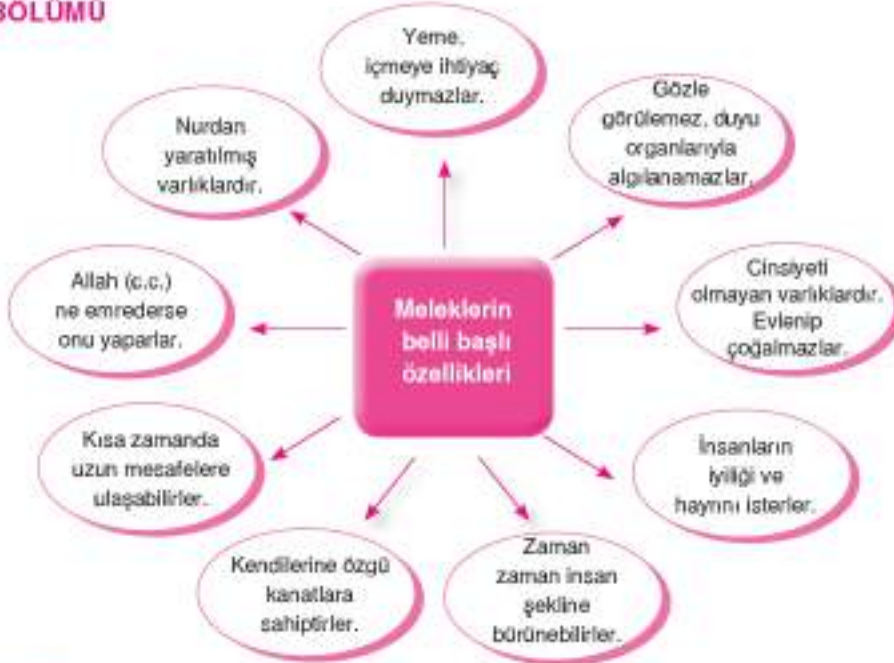 BÖLÜMÜ
Yeme,
içmeye ihtiyaç
duymazlar.
Gözle
görülemez, duyu
organlarıyla
algılanamazlar.
Nurdan
yaratılmış
varlıklardır.
Cinsiyeti
olmayan varlıklardır.
Evlenip
çoğalmazlar.
Allah (c.c.)
ne emrederse
onu yaparlar.
Meleklerin
belli başlı
özellikleri
Kısa zamanda
uzun mesafelere
ulaşabilirler.
İnsanların
iyiliği ve
hayrını isterler.
Kendilerine özgü
kanatlara
sahiptirler.
Zaman
zaman insan
şekline
bürünebilirler.